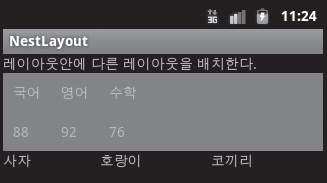 3G 11:24
NestLayout
레이아웃안에 다른 레이아웃을 배치한다.
국어 영어 수학
88 92 76
사자 호랑이 코끼리